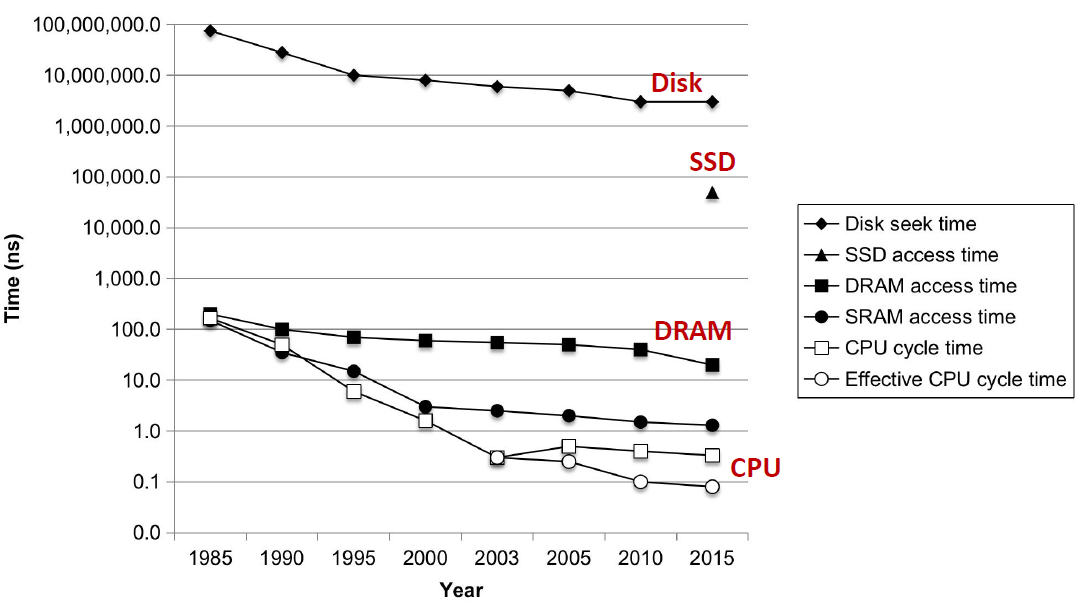 100,000,000.0
10,000,000.0
1,000,000.0
100,000.0
10,000.0
1,000.0
100.0
10.0
1.0
0.1
0.0
Time (ns)
Disk
SSD
DRAM
CPU
1985 1990 1995 2000 2003 2005 2010 2015
Year
Disk seek time
SSD access time
DRAM access time
SRAM access time
CPU cycle time
Effective CPU cycle time